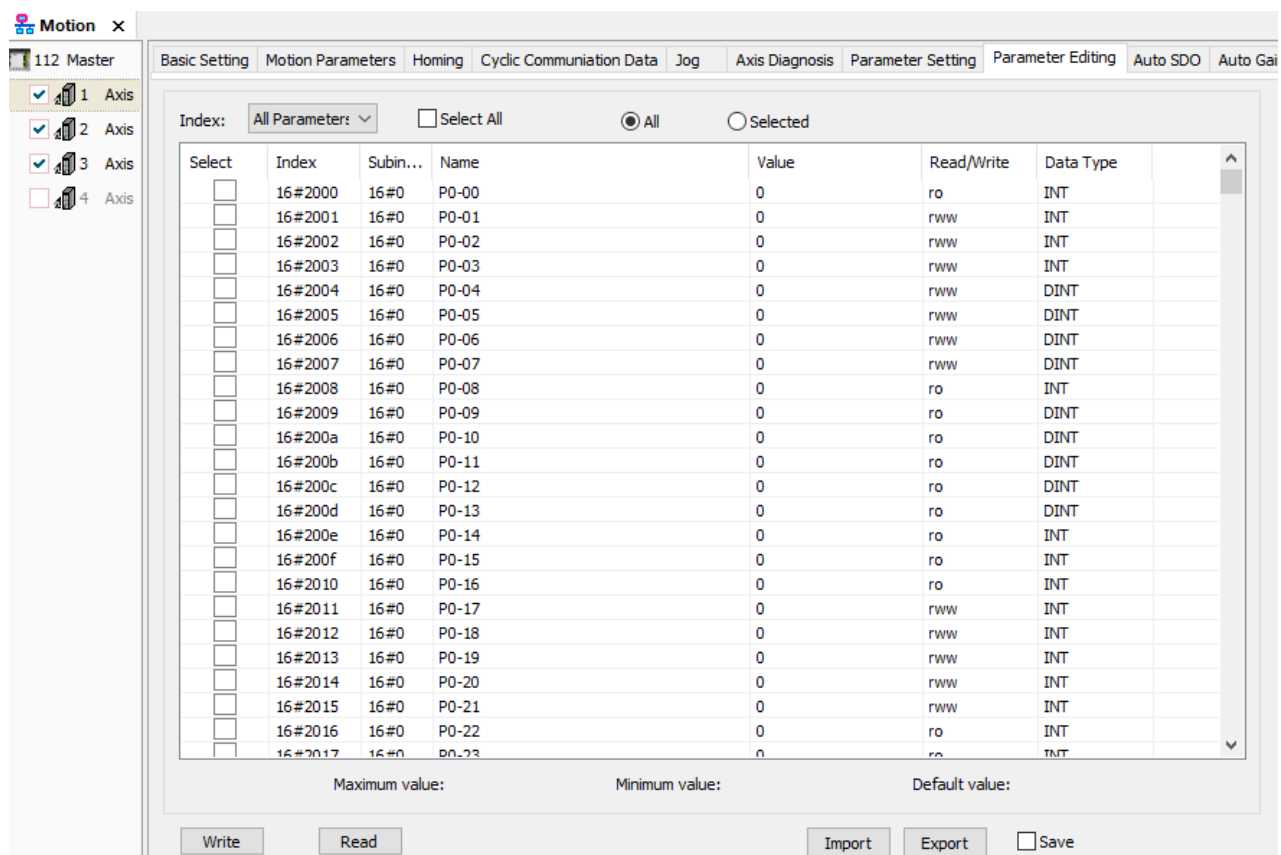 Motion X
112 Master
1 Axis
2 Axis
3 Axis
4 Axis
Basic Setting Motion Parameters Homing Cyclic Communiation Data Jog Axis Diagnosis Parameter Setting Parameter Editing Auto SDO Auto Gai
Index: All Parameters Select All All Selected
Select Index Subin... Name Value Read/Write Data Type
16#2000 16#0 P0-00 0 ro INT
16#2001 16#0 P0-01 0 rww INT
16#2002 16#0 P0-02 0 rww INT
16#2003 16#0 P0-03 0 rww INT
16#2004 16#0 P0-04 0 rww DINT
16#2005 16#0 P0-05 0 rww DINT
16#2006 16#0 P0-06 0 rww DINT
16#2007 16#0 P0-07 0 rww DINT
16#2008 16#0 P0-08 0 ro INT
16#2009 16#0 P0-09 0 ro DINT
16#200a 16#0 P0-10 0 ro DINT
16#200b 16#0 P0-11 0 ro DINT
16#200c 16#0 P0-12 0 ro DINT
16#200d 16#0 P0-13 0 ro DINT
16#200e 16#0 P0-14 0 ro INT
16#200f 16#0 P0-15 0 ro INT
16#2010 16#0 P0-16 0 ro INT
16#2011 16#0 P0-17 0 rww INT
16#2012 16#0 P0-18 0 rww INT
16#2013 16#0 P0-19 0 rww INT
16#2014 16#0 P0-20 0 rww INT
16#2015 16#0 P0-21 0 rww INT
16#2016 16#0 P0-22 0 ro INT
16#2017 16#0 P0-23 0 ro INT
Maximum value: Minimum value: Default value:
Write Read Import Export Save